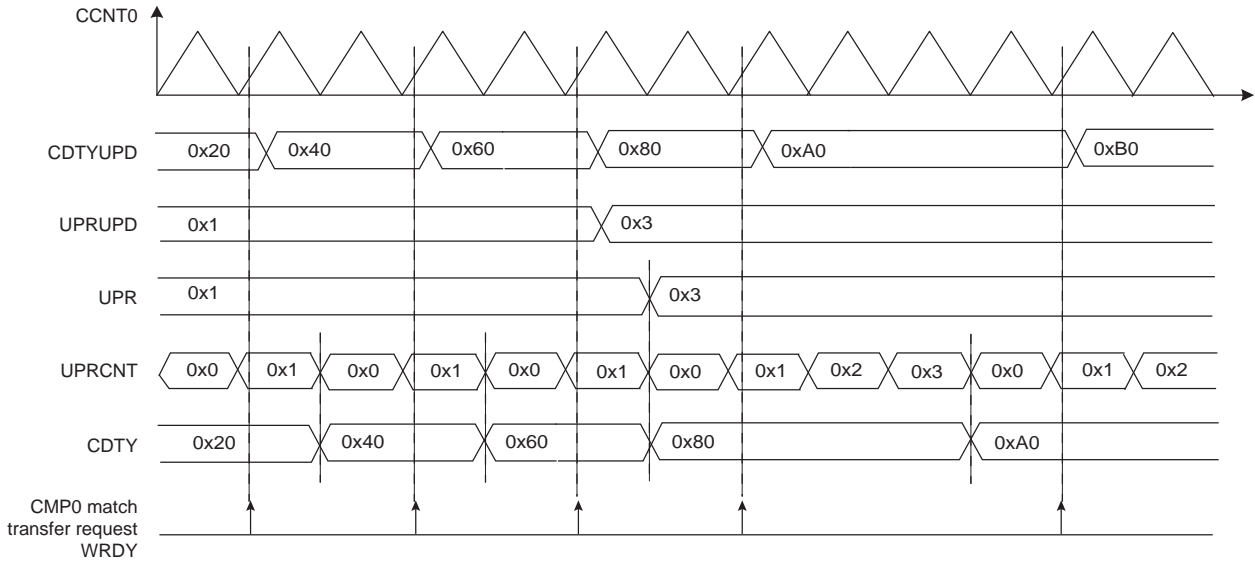 CCNT0
CDTYUPD 0x20 0x40 0x60 0x80 0xA0 0xB0
UPRUPD 0x1 0x3
UPR 0x1 0x3
UPRCNT 0x0 0x1 0x0 0x1 0x0 0x1 0x0 0x1 0x2 0x3 0x0 0x1 0x2
CDTY 0x20 0x40 0x60 0x80 0xA0
CMP0 match
transfer request
WRDY